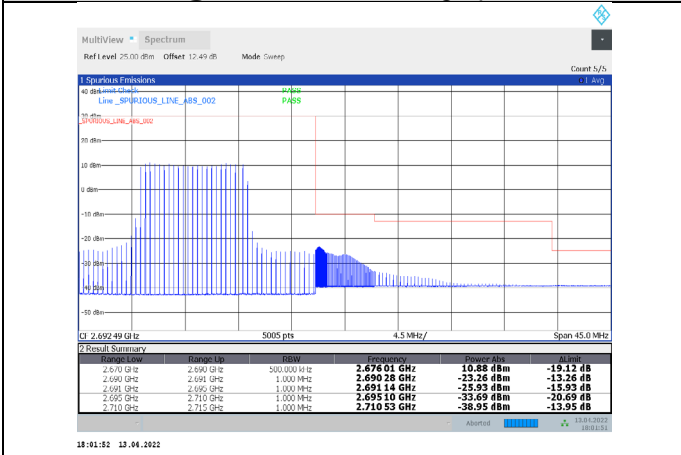 MultiView Spectrum
Ref Level 25.00 dBm Offset 12.49 dB Mode Sweep
Count 5/5
1 Spurious Emissions 1 Avg
40 dBm Limit Check PASS
Line _SPURIOUS_LINE_ABS_002 PASS
30 dBm
_SPURIOUS_LINE_ABS_002
20 dBm
10 dBm
0 dBm
-10 dBm
-20 dBm
-30 dBm
-40 dBm
-50 dBm
CF 2.69249 GHz 5005 pts 4.5 MHz/ Span 45.0 MHz
2 Result Summary
Range Low Range Up RBW Frequency Power Abs ΔLimit
2.670 GHz 2.690 GHz 500.000 kHz 2.67601 GHz 10.88 dBm -19.12 dB
2.690 GHz 2.691 GHz 1.000 MHz 2.69028 GHz -23.26 dBm -13.26 dB
2.691 GHz 2.695 GHz 1.000 MHz 2.69114 GHz -25.93 dBm -15.93 dB
2.695 GHz 2.710 GHz 1.000 MHz 2.69510 GHz -33.69 dBm -20.69 dB
2.710 GHz 2.715 GHz 1.000 MHz 2.71053 GHz -38.95 dBm -13.95 dB
Aborted 13.04.2022
18:01:51
18:01:52 13.04.2022